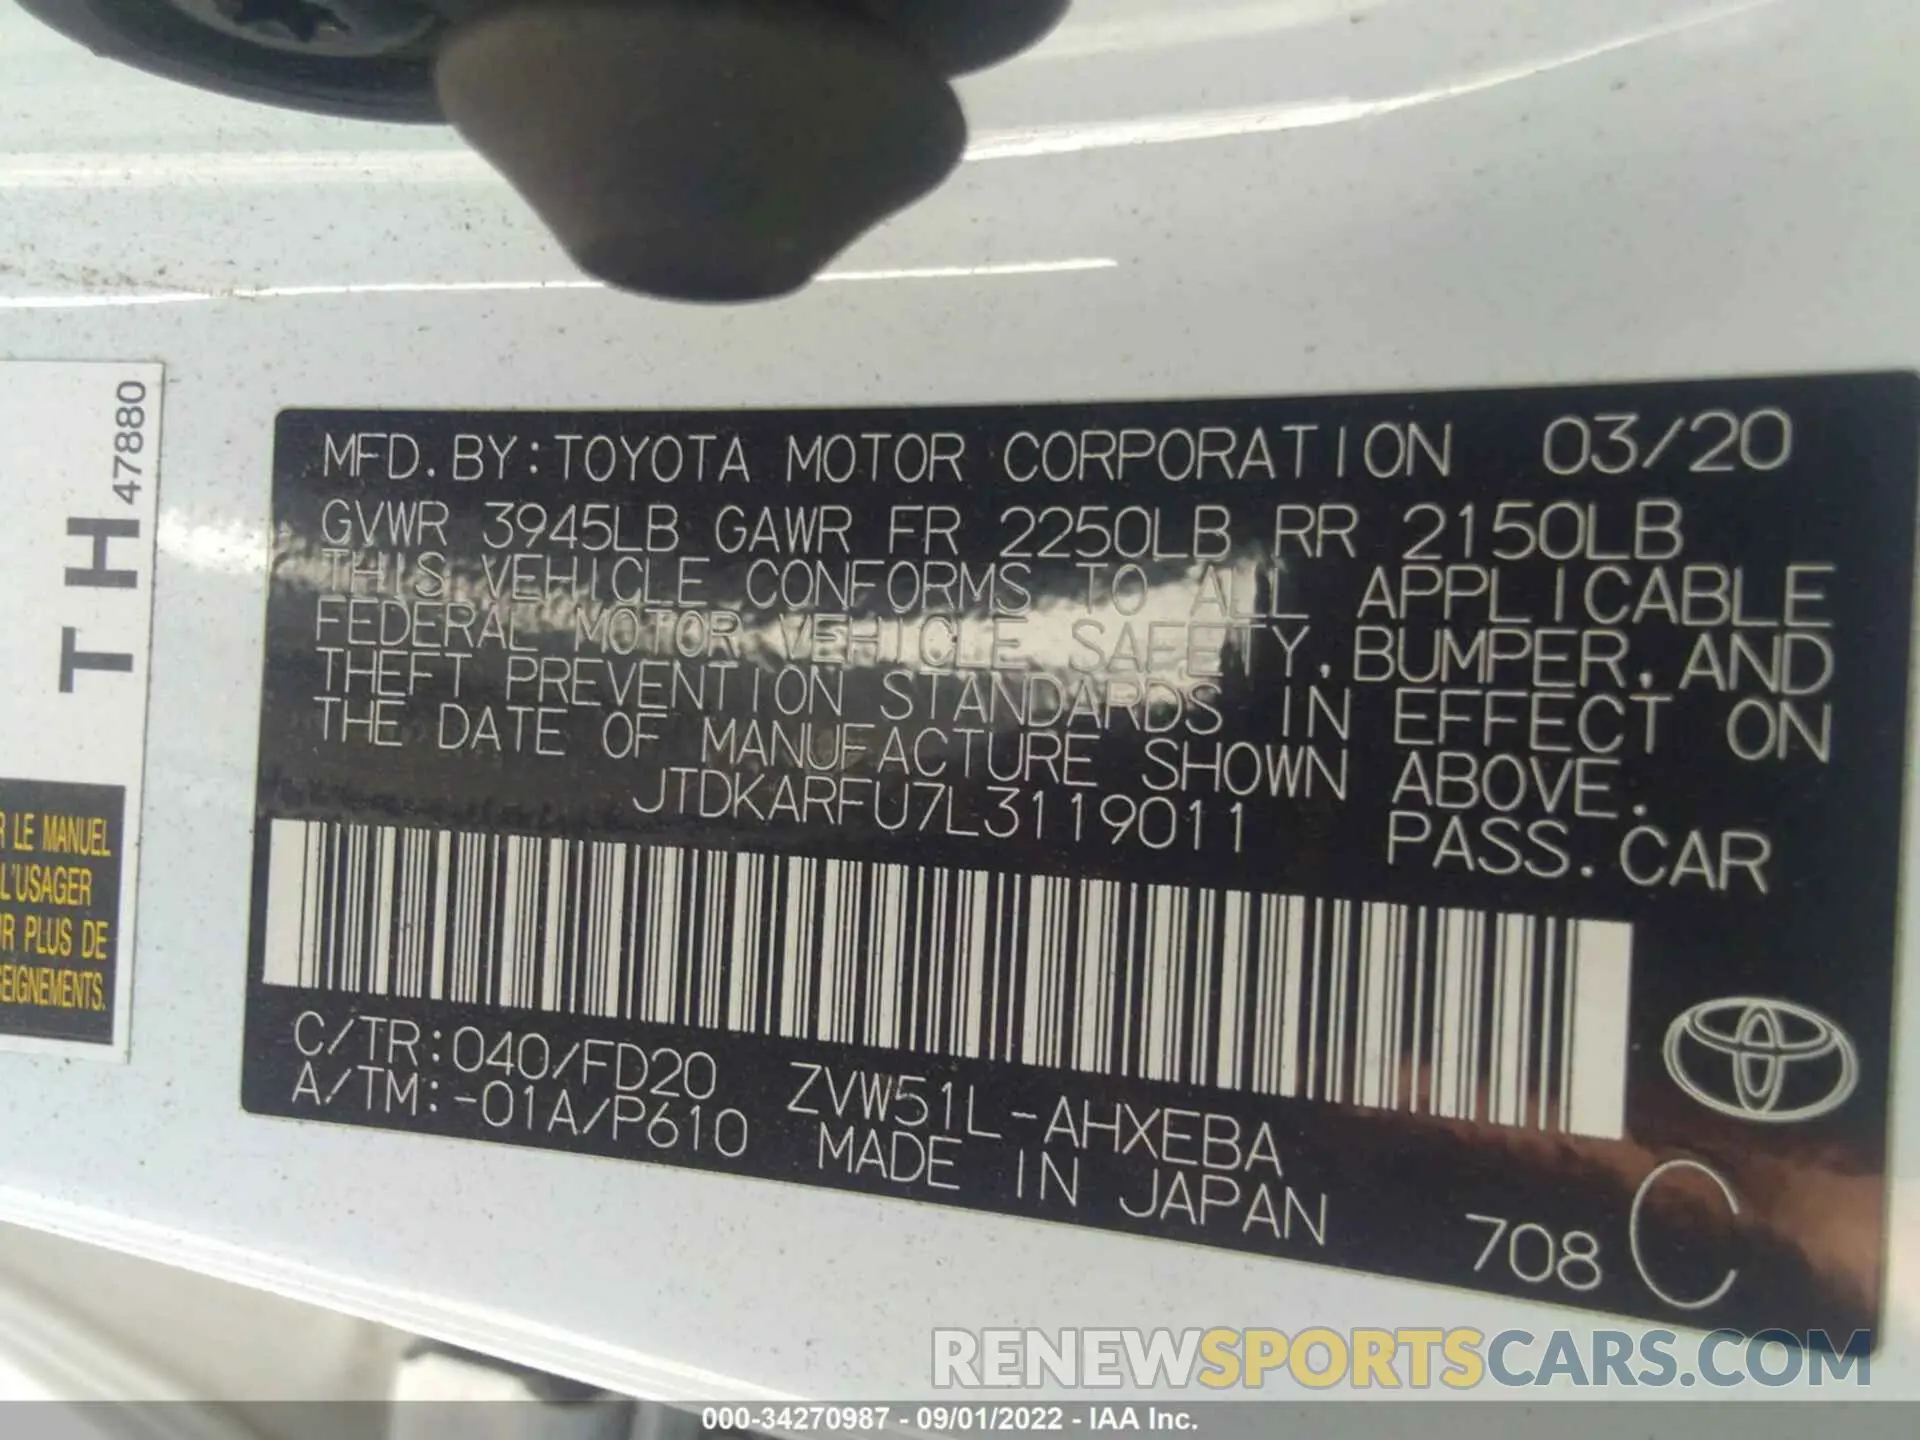 MFD. BY: TOYOTA MOTOR CORPORATION 03/20
GVWR 3945LB GAWR FR 2250LB RR 2150LB
THIS VEHICLE CONFORMS TO ALL APPLICABLE
FEDERAL MOTOR VEHICLE SAFETY, BUMPER, AND
THEFT PREVENTION STANDARDS IN EFFECT ON
THE DATE OF MANUFACTURE SHOWN ABOVE.
JTDKARFU7L3119011 PASS. CAR
C/TR: 040/FD20 ZVW51L-AHXEBA
A/TM: -01A/P610 MADE IN JAPAN
708 C
TH 47880
R LE MANUEL
L'USAGER
R PLUS DE
EIGNEMENTS.
RENEWSPORTSCARS.COM
000-34270987 - 09/01/2022 - IAA Inc.